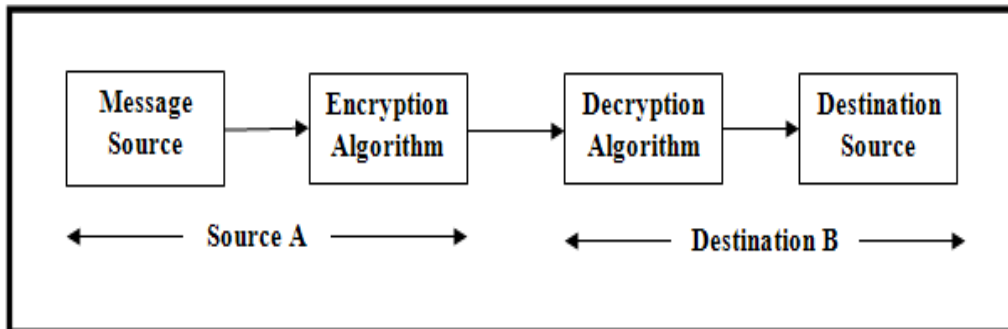 Message
Source
Encryption
Algorithm
Decryption
Algorithm
Destination
Source
Source A
Destination B